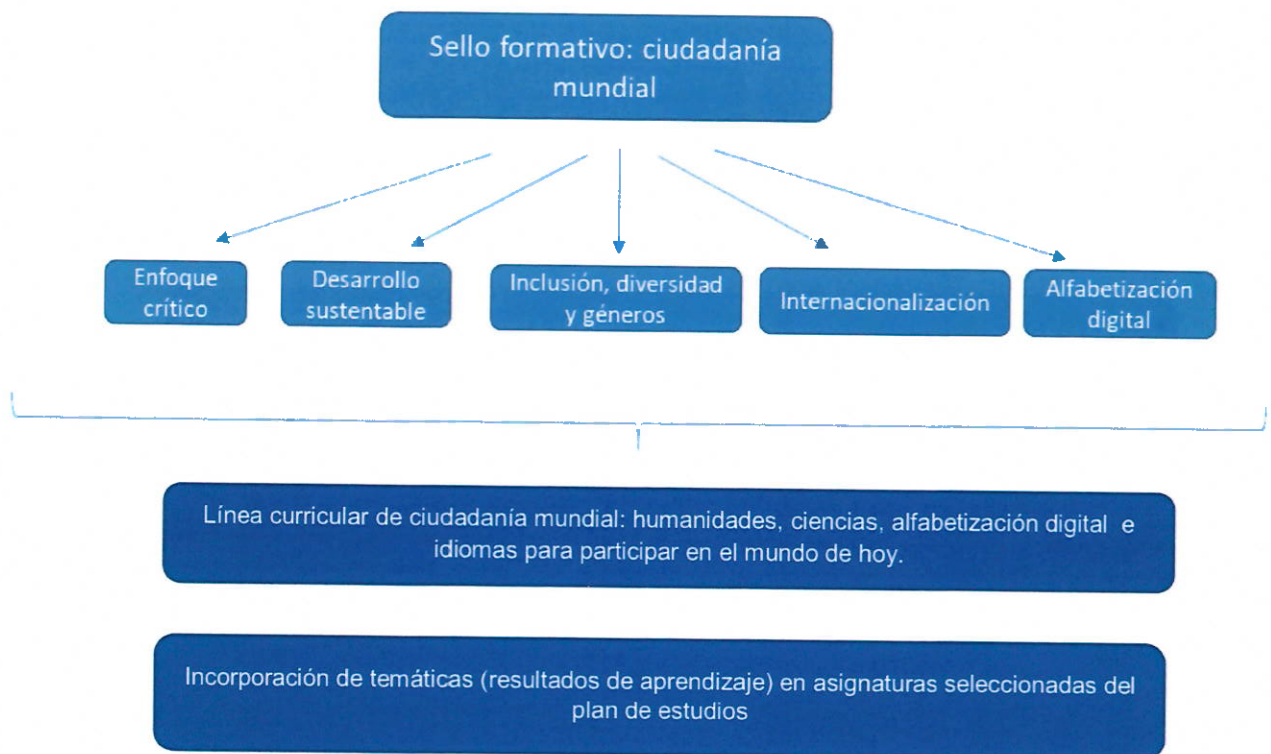 Sello formativo: ciudadanía
mundial
Enfoque
crítico
Desarrollo
sustentable
Inclusión, diversidad
y géneros
Internacionalización
Alfabetización
digital
Línea curricular de ciudadanía mundial: humanidades, ciencias, alfabetización digital e
idiomas para participar en el mundo de hoy.
Incorporación de temáticas (resultados de aprendizaje) en asignaturas seleccionadas del
plan de estudios